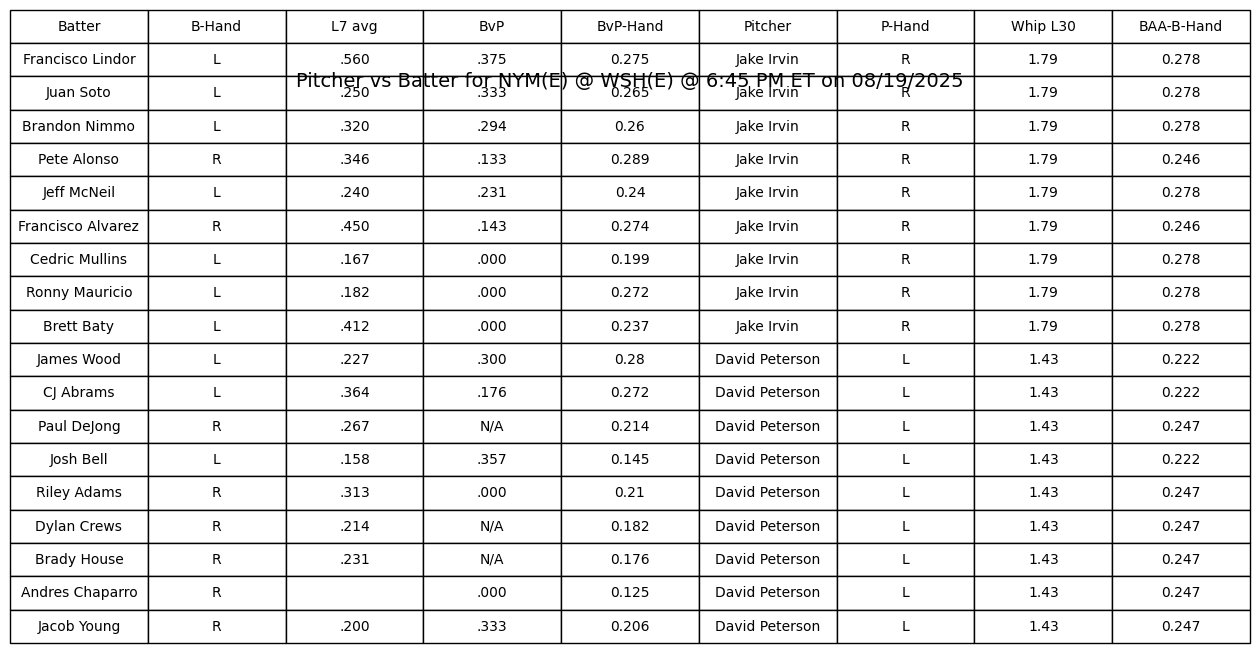 Batter B-Hand L7 avg BvP BvP-Hand Pitcher P-Hand Whip L30 BAA-B-Hand
Francisco Lindor L .560 .375 0.275 Jake Irvin R 1.79 0.278
Pitcher vs Batter for NYM(E) @ WSH(E) @ 6:45 PM ET on 08/19/2025
Juan Soto L .250 .333 0.265 Jake Irvin R 1.79 0.278
Brandon Nimmo L .320 .294 0.26 Jake Irvin R 1.79 0.278
Pete Alonso R .346 .133 0.289 Jake Irvin R 1.79 0.246
Jeff McNeil L .240 .231 0.24 Jake Irvin R 1.79 0.278
Francisco Alvarez R .450 .143 0.274 Jake Irvin R 1.79 0.246
Cedric Mullins L .167 .000 0.199 Jake Irvin R 1.79 0.278
Ronny Mauricio L .182 .000 0.272 Jake Irvin R 1.79 0.278
Brett Baty L .412 .000 0.237 Jake Irvin R 1.79 0.278
James Wood L .227 .300 0.28 David Peterson L 1.43 0.222
CJ Abrams L .364 .176 0.272 David Peterson L 1.43 0.222
Paul DeJong R .267 N/A 0.214 David Peterson L 1.43 0.247
Josh Bell L .158 .357 0.145 David Peterson L 1.43 0.222
Riley Adams R .313 .000 0.21 David Peterson L 1.43 0.247
Dylan Crews R .214 N/A 0.182 David Peterson L 1.43 0.247
Brady House R .231 N/A 0.176 David Peterson L 1.43 0.247
Andres Chaparro R .000 0.125 David Peterson L 1.43 0.247
Jacob Young R .200 .333 0.206 David Peterson L 1.43 0.247